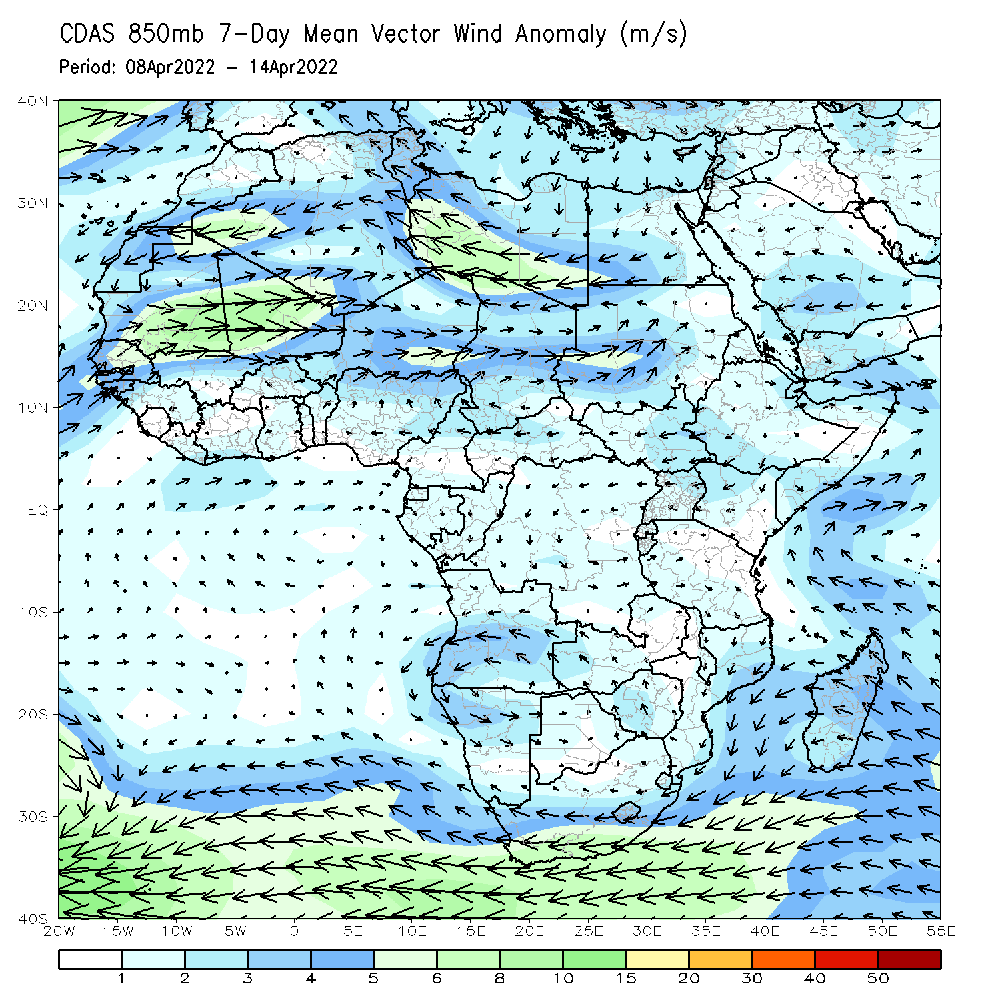 CDAS 850mb 7-Day Mean Vector Wind Anomaly (m/s)
Period: 08Apr2022 - 14Apr2022
40N
30N
20N
10N
EQ
10S
20S
30S
40S
20W 15W 10W 5W 0 5E 10E 15E 20E 25E 30E 35E 40E 45E 50E 55E
1 2 3 4 5 6 8 10 15 20 30 40 50